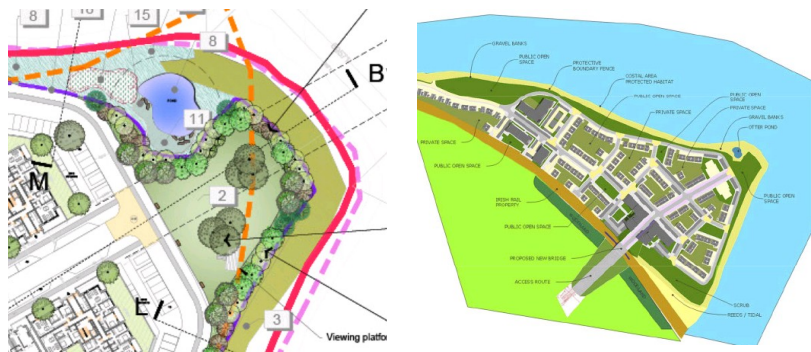 8
15
8
B
POND
11
M
2
E
3
Viewing platfo
GRAVEL BANKS
PUBLIC OPEN
SPACE
PROTECTIVE
BOUNDARY FENCE
COSTAL AREA
PROTECTED HABITAT
PUBLIC OPEN SPACE
PRIVATE SPACE
PUBLIC OPEN
SPACE
PRIVATE SPACE
GRAVEL BANKS
OTTER POND
PRIVATE SPACE
PUBLIC OPEN SPACE
PUBLIC OPEN
SPACE
IRISH RAIL
PROPERTY
PUBLIC OPEN SPACE
PROPOSED NEW BRIDGE
ACCESS ROUTE
SCRUB
REEDS / TIDAL